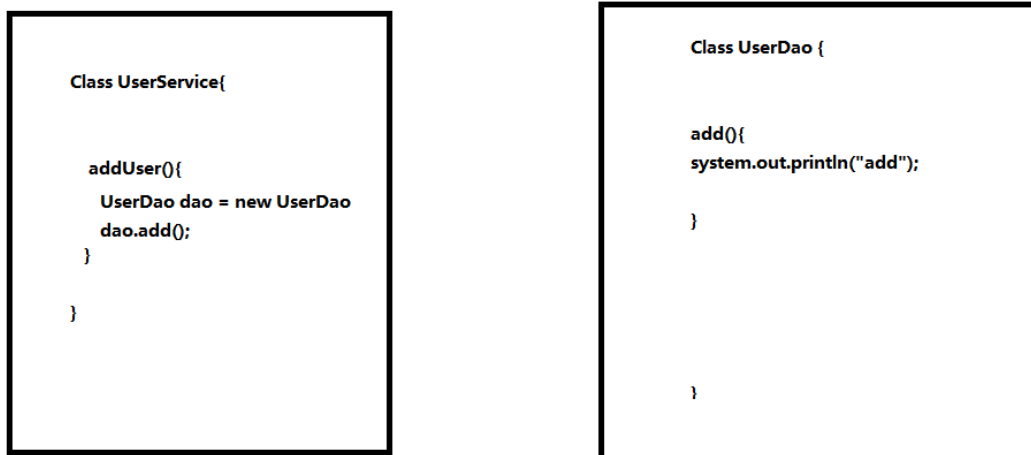 Class UserService{
addUser(){
UserDao dao = new UserDao
dao.add();
}
}
Class UserDao {
add(){
system.out.println("add");
}
}